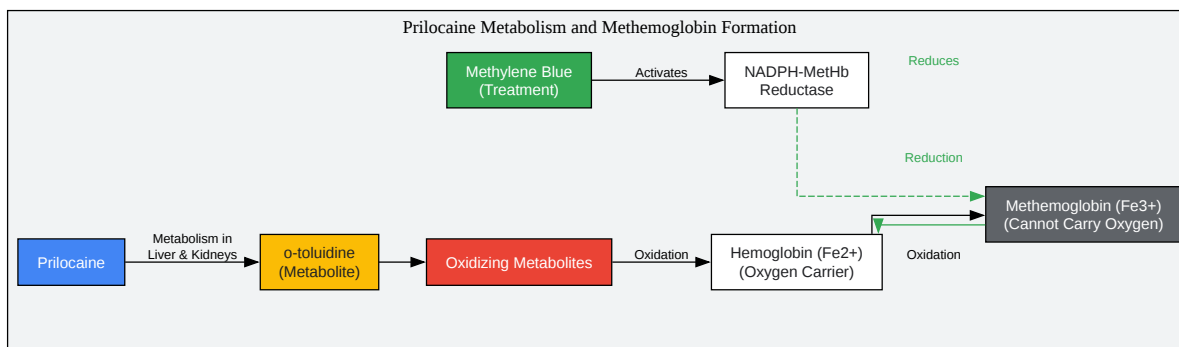 Prilocaine Metabolism and Methemoglobin Formation
Methylene Blue
(Treatment)
Activates
NADPH-MetHb
Reductase
Reduces
Reduction
Methemoglobin (Fe3+)
(Cannot Carry Oxygen)
Prilocaine
Metabolism in
Liver & Kidneys
o-toluidine
(Metabolite)
Oxidizing Metabolites
Oxidation
Hemoglobin (Fe2+)
(Oxygen Carrier)
Oxidation